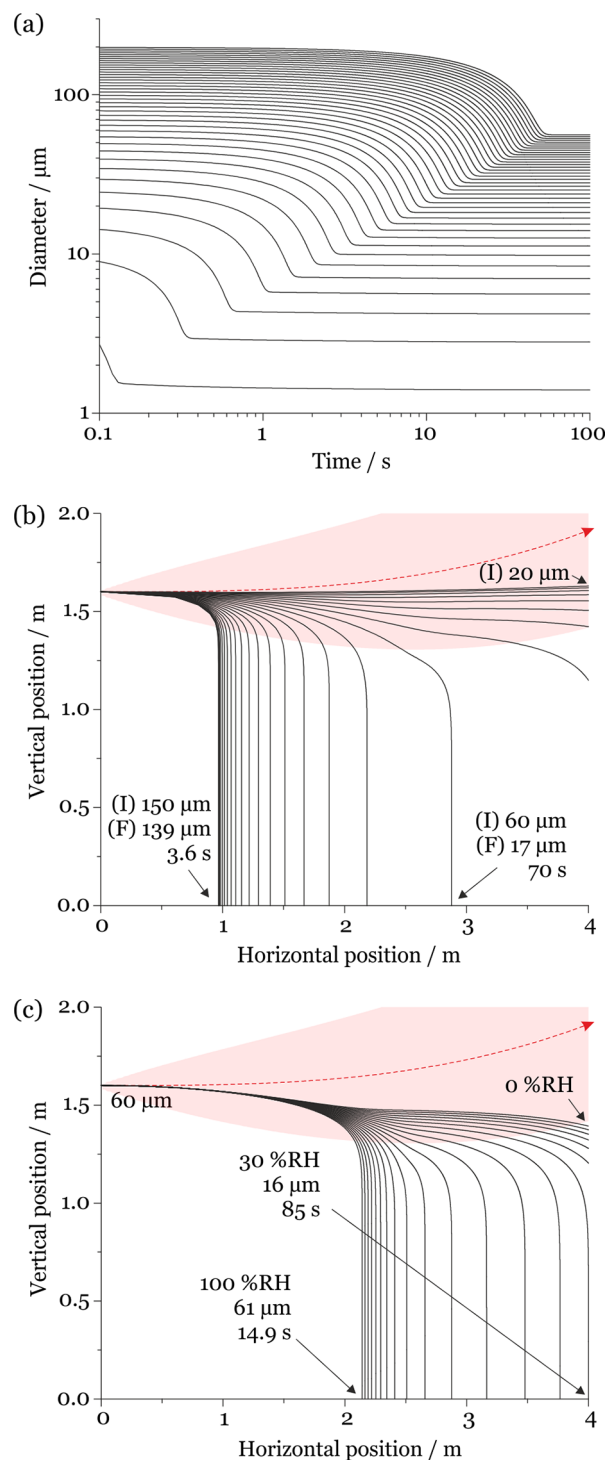 (a)
100
10
1
Diameter / µm
0.1
1
10
100
Time / s
(b)
2.0
1.5
1.0
0.5
0.0
Vertical position / m
(I) 20 µm
(I) 150 µm
(F) 139 µm
3.6 s
(I) 60 µm
(F) 17 µm
70 s
0
1
2
3
4
Horizontal position / m
(c)
2.0
1.5
1.0
0.5
0.0
Vertical position / m
60 µm
0 %RH
30 %RH
16 µm
85 s
100 %RH
61 µm
14.9 s
0
1
2
3
4
Horizontal position / m